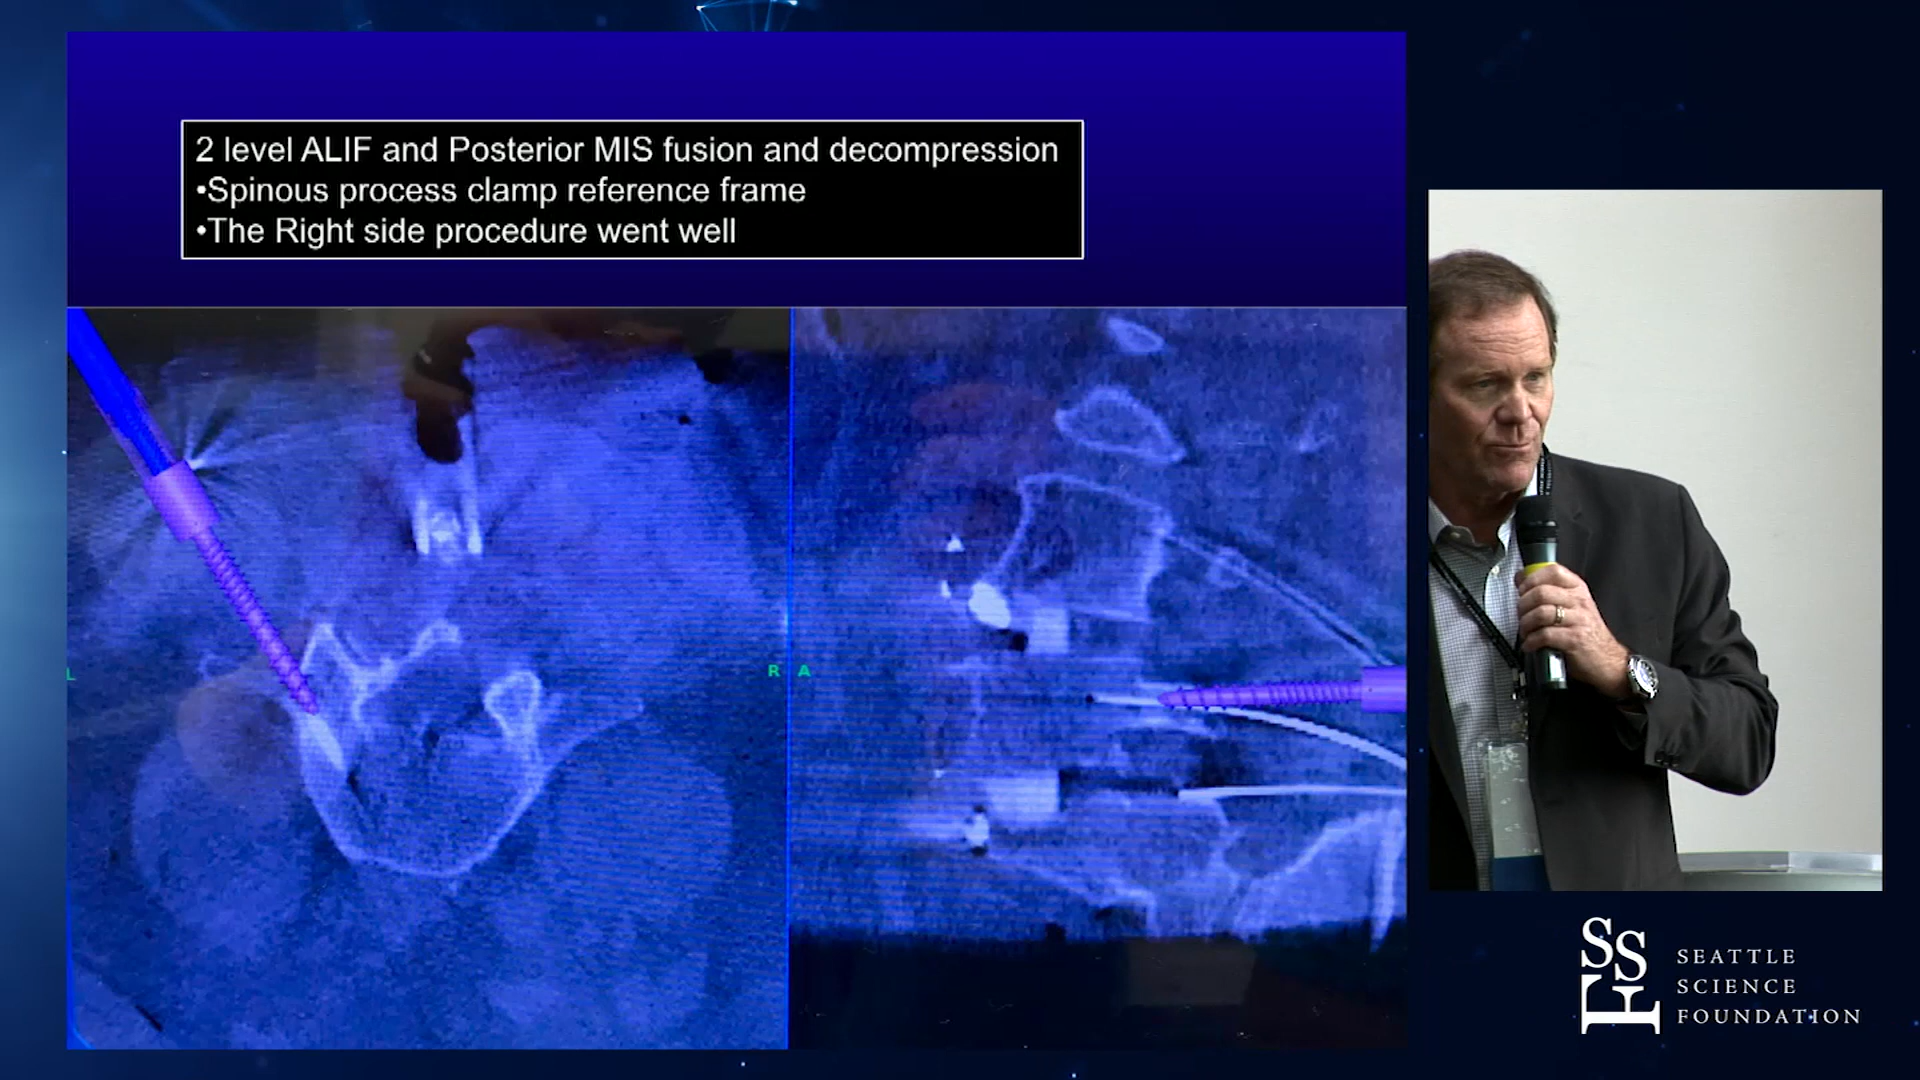 2 level ALIF and Posterior MIS fusion and decompression
•Spinous process clamp reference frame
•The Right side procedure went well
L
R
A
SSF
SEATTLE
SCIENCE
FOUNDATION